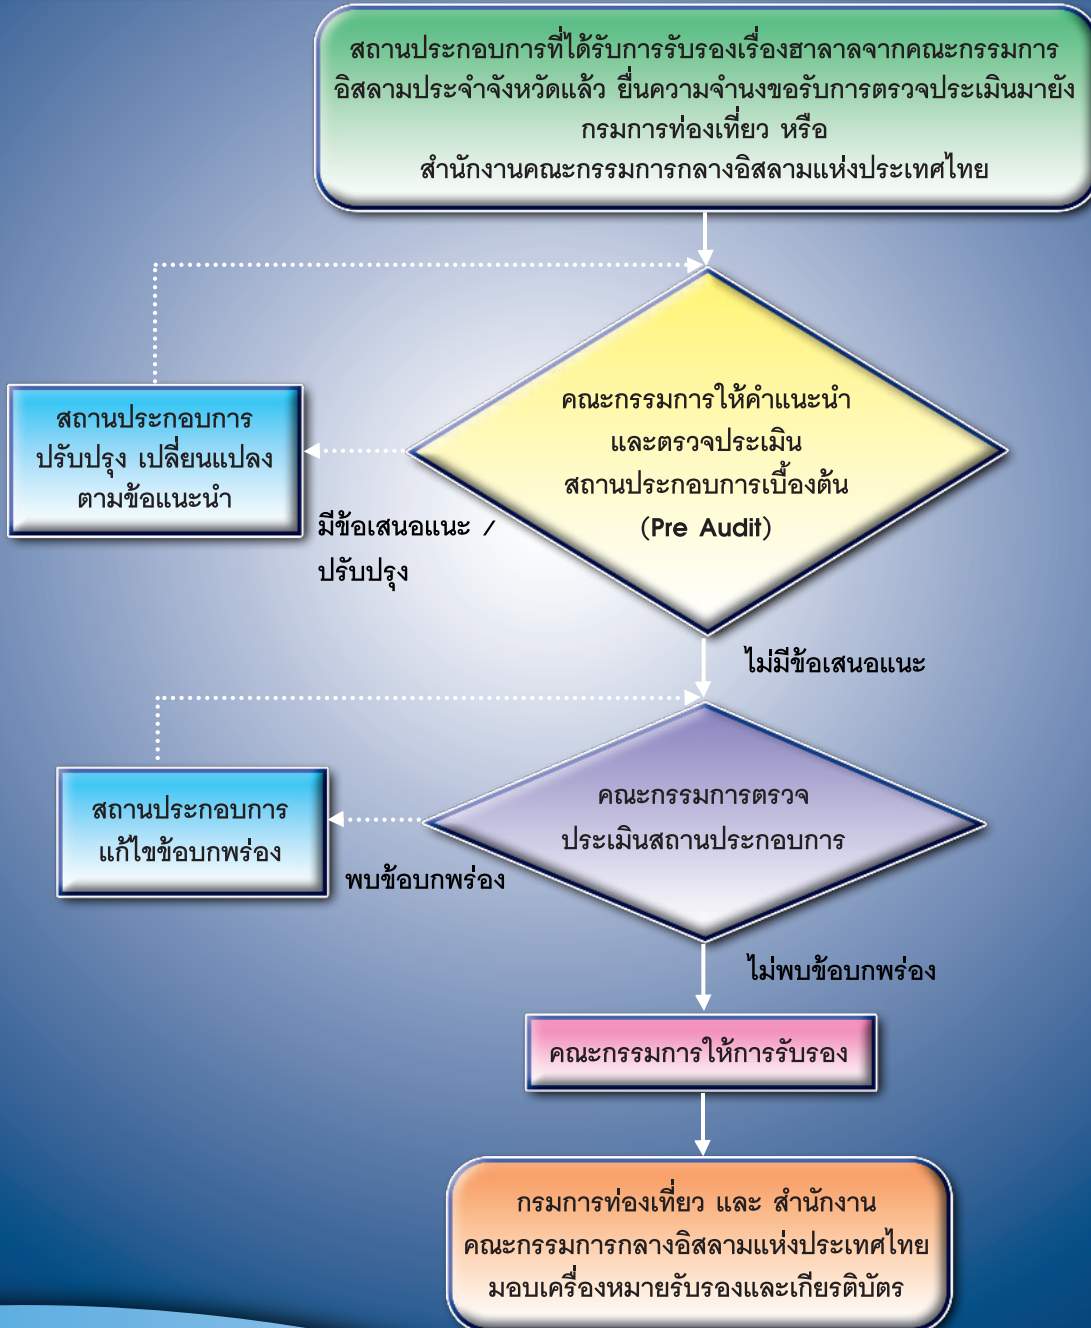 สถานประกอบการที่ได้รับการรับรองเรื่องฮาลาลจากคณะกรรมการ
อิสลามประจำจังหวัดแล้ว ยื่นความจำนงขอรับการตรวจประเมินมายัง
กรมการท่องเที่ยว หรือ
สำนักงานคณะกรรมการกลางอิสลามแห่งประเทศไทย
คณะกรรมการให้คำแนะนำ
และตรวจประเมิน
สถานประกอบการเบื้องต้น
(Pre Audit)
สถานประกอบการ
ปรับปรุง เปลี่ยนแปลง
ตามข้อแนะนำ
มีข้อเสนอแนะ /
ปรับปรุง
ไม่มีข้อเสนอแนะ
คณะกรรมการตรวจ
ประเมินสถานประกอบการ
สถานประกอบการ
แก้ไขข้อบกพร่อง
พบข้อบกพร่อง
ไม่พบข้อบกพร่อง
คณะกรรมการให้การรับรอง
กรมการท่องเที่ยว และ สำนักงาน
คณะกรรมการกลางอิสลามแห่งประเทศไทย
มอบเครื่องหมายรับรองและเกียรติบัตร